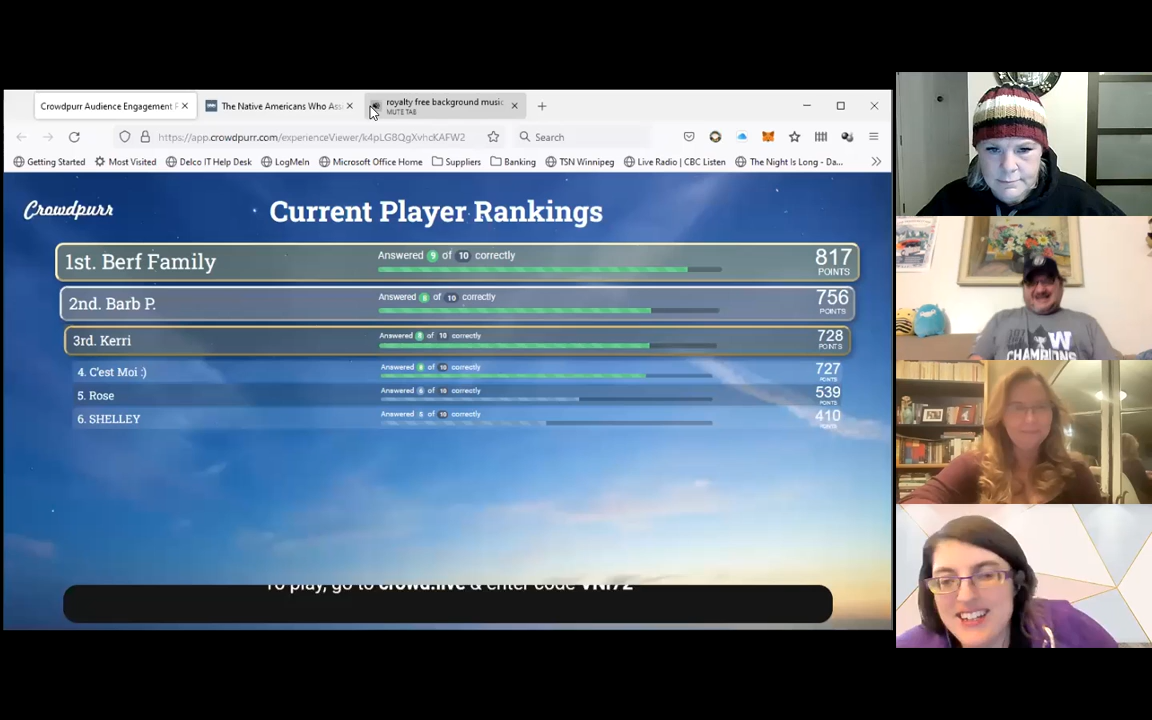 Crowdpurr Audience Engagement P
The Native Americans Who Ass
royalty free background music
MUTE TAB
https://app.crowdpurr.com/experienceViewer/k4pLG8QgXvhcKAFW2
Search
Getting Started
Most Visited
Delco IT Help Desk
LogMeIn
Microsoft Office Home
Suppliers
Banking
TSN Winnipeg
Live Radio | CBC Listen
The Night Is Long - Da...
Crowdpurr
Current Player Rankings
1st. Berf Family
Answered 9 of 10 correctly
817
POINTS
2nd. Barb P.
Answered 8 of 10 correctly
756
POINTS
3rd. Kerri
Answered 8 of 10 correctly
728
POINTS
4. C'est Moi :)
Answered 8 of 10 correctly
727
POINTS
5. Rose
Answered 6 of 10 correctly
539
POINTS
6. SHELLEY
Answered 5 of 10 correctly
410
POINTS
To play, go to crowd.live & enter code
W
CHAMPIONS